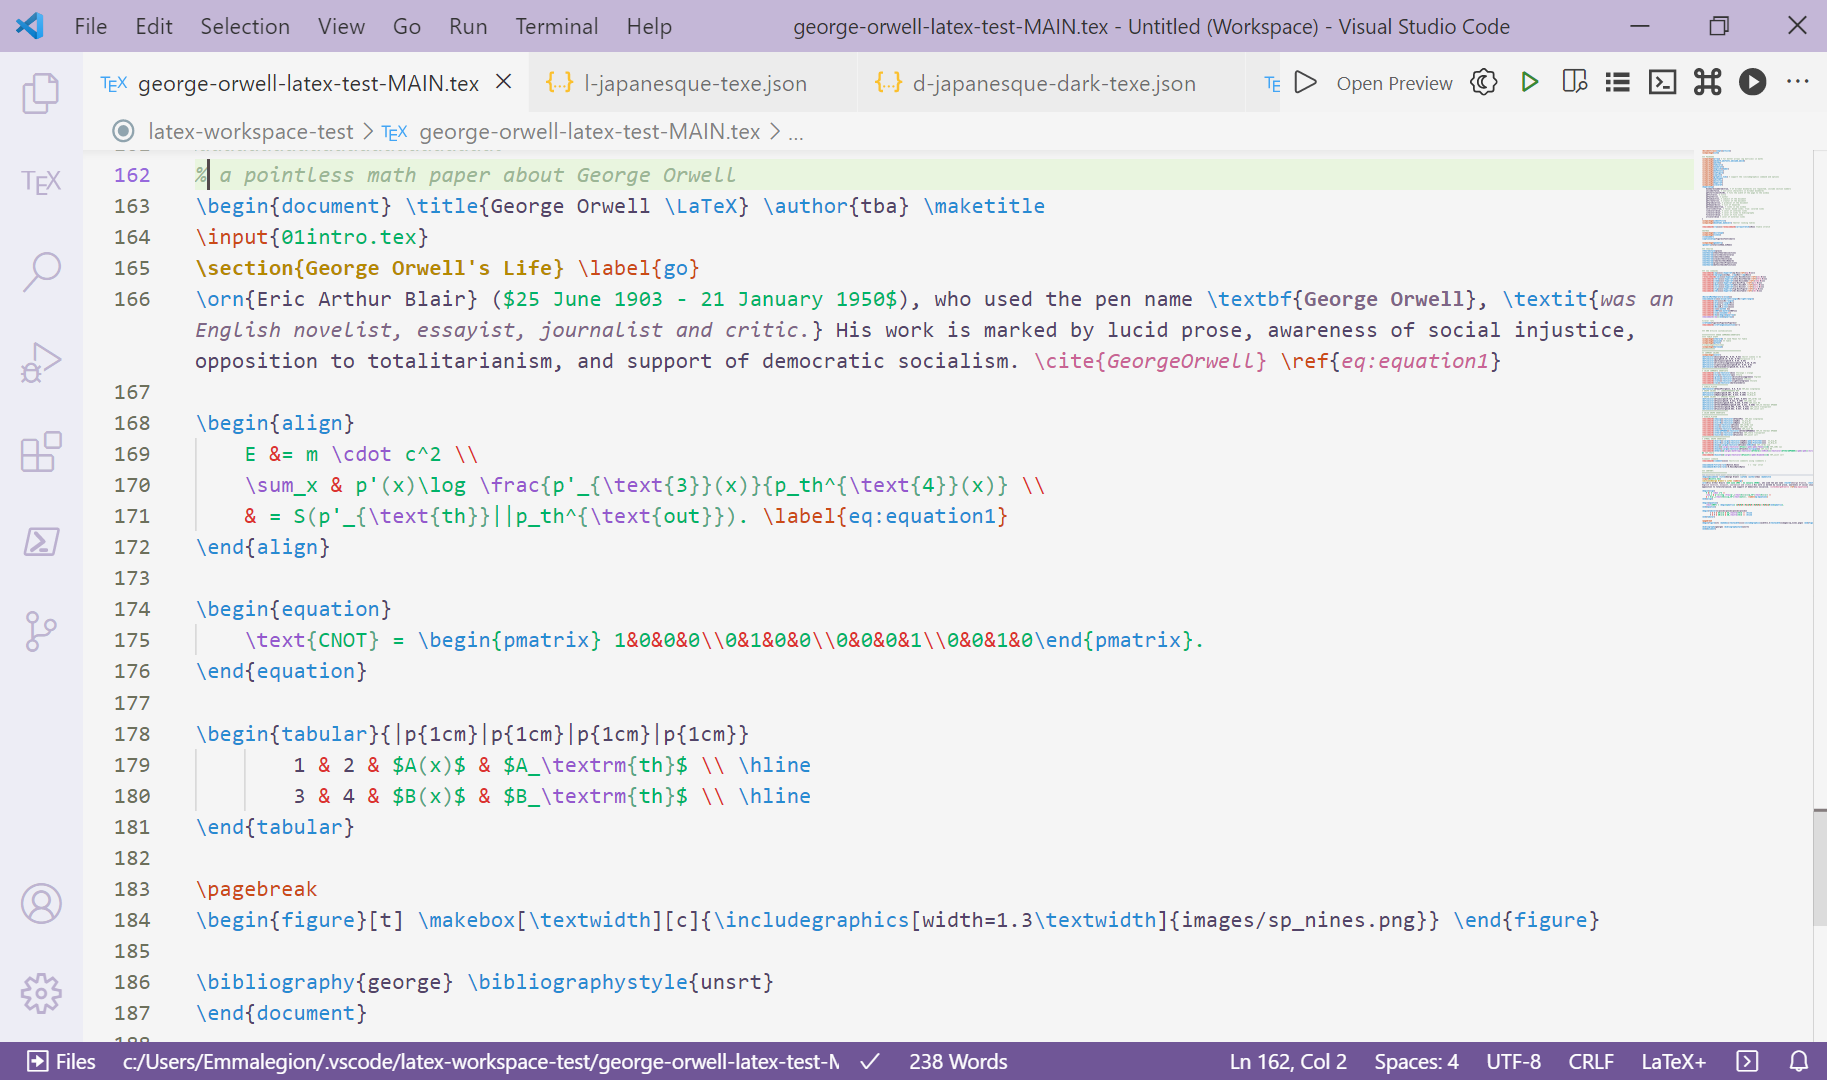 File Edit Selection View Go Run Terminal Help george-orwell-latex-test-MAIN.tex - Untitled (Workspace) - Visual Studio Code
TEX george-orwell-latex-test-MAIN.tex {..} l-japanesque-texe.json {..} d-japanesque-dark-texe.json TE Open Preview
latex-workspace-test > TEX george-orwell-latex-test-MAIN.tex > ...
TEX
162 % a pointless math paper about George Orwell
163 \begin{document} \title{George Orwell \LaTeX} \author{tba} \maketitle
164 \input{01intro.tex}
165 \section{George Orwell's Life} \label{go}
166 \orn{Eric Arthur Blair} ($25 June 1903 - 21 January 1950$), who used the pen name \textbf{George Orwell}, \textit{was an
English novelist, essayist, journalist and critic.} His work is marked by lucid prose, awareness of social injustice,
opposition to totalitarianism, and support of democratic socialism. \cite{GeorgeOrwell} \ref{eq:equation1}
167
168 \begin{align}
169 E &= m \cdot c^2 \\
170 \sum_x & p'(x)\log \frac{p'_{\text{3}}(x)}{p_th^{\text{4}}(x)} \\
171 & = S(p'_{\text{th}}||p_th^{\text{out}}). \label{eq:equation1}
172 \end{align}
173
174 \begin{equation}
175 \text{CNOT} = \begin{pmatrix} 1&0&0&0\\0&1&0&0\\0&0&0&1\\0&0&1&0\end{pmatrix}.
176 \end{equation}
177
178 \begin{tabular}{|p{1cm}|p{1cm}|p{1cm}|p{1cm}}
179 1 & 2 & $A(x)$ & $A_\textrm{th}$ \\ \hline
180 3 & 4 & $B(x)$ & $B_\textrm{th}$ \\ \hline
181 \end{tabular}
182
183 \pagebreak
184 \begin{figure}[t] \makebox[\textwidth][c]{\includegraphics[width=1.3\textwidth]{images/sp_nines.png}} \end{figure}
185
186 \bibliography{george} \bibliographystyle{unsrt}
187 \end{document}
Files c:/Users/Emmalegion/.vscode/latex-workspace-test/george-orwell-latex-test-M 238 Words Ln 162, Col 2 Spaces: 4 UTF-8 CRLF LaTeX+